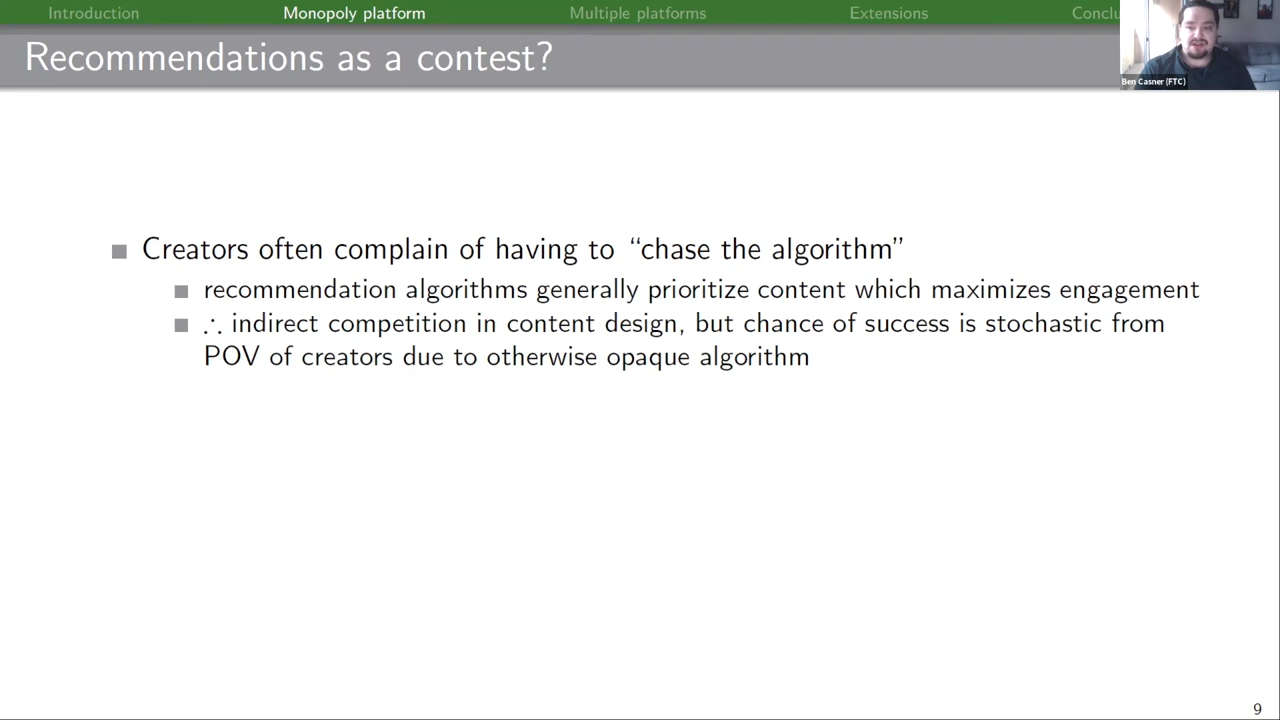 Introduction Monopoly platform Multiple platforms Extensions Conclu
Recommendations as a contest?
Ben Casner (FTC)
■ Creators often complain of having to “chase the algorithm”
■ recommendation algorithms generally prioritize content which maximizes engagement
■ ∴ indirect competition in content design, but chance of success is stochastic from
POV of creators due to otherwise opaque algorithm
9